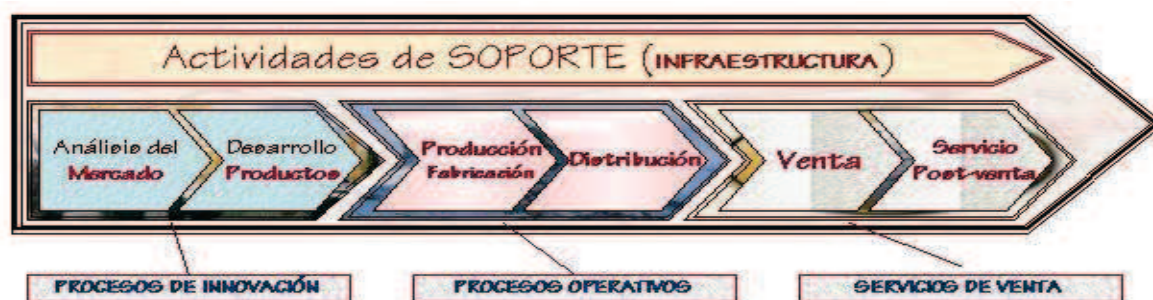 Actividades de SOPORTE (INFRAESTRUCTURA)
Análisis del
Mercado
Desarrollo
Productos
Producción
Fabricación
Distribución
Venta
Servicio
Post-venta
PROCESOS DE INNOVACIÓN
PROCESOS OPERATIVOS
SERVICIOS DE VENTA